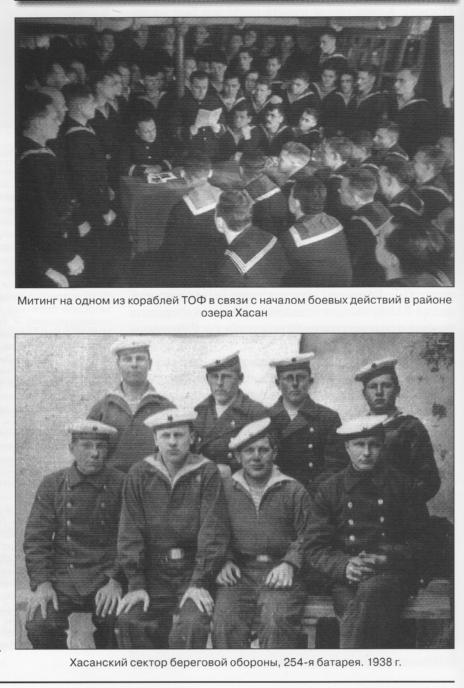 Митинг на одном из кораблей ТОФ в связи с началом боевых действий в районе
озера Хасан
Хасанский сектор береговой обороны, 254-я батарея. 1938 г.